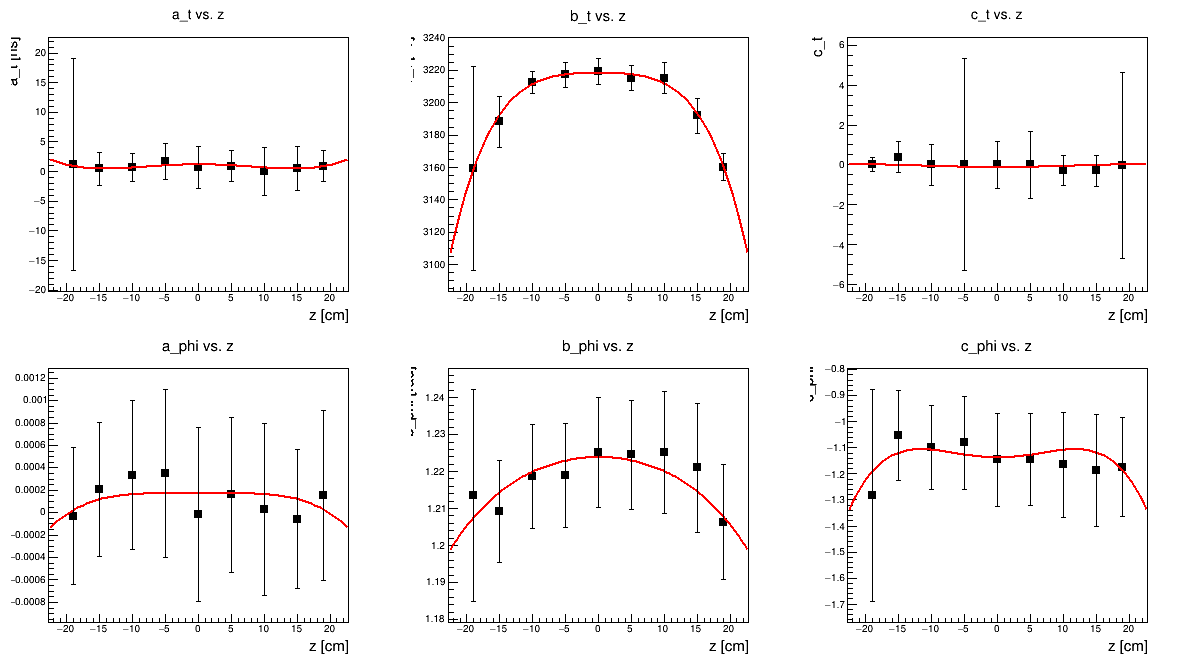 a_t vs. z
20
15
10
5
0
−5
−10
−15
−20
−20 −15 −10 −5 0 5 10 15 20
z [cm]
b_t vs. z
3240
3220
3200
3180
3160
3140
3120
3100
−20 −15 −10 −5 0 5 10 15 20
z [cm]
c_t vs. z
c_t
6
4
2
0
−2
−4
−6
−20 −15 −10 −5 0 5 10 15 20
z [cm]
a_phi vs. z
0.0012
0.001
0.0008
0.0006
0.0004
0.0002
0
−0.0002
−0.0004
−0.0006
−0.0008
−20 −15 −10 −5 0 5 10 15 20
z [cm]
b_phi vs. z
1.24
1.23
1.22
1.21
1.2
1.19
1.18
−20 −15 −10 −5 0 5 10 15 20
z [cm]
c_phi vs. z
−0.8
−0.9
−1
−1.1
−1.2
−1.3
−1.4
−1.5
−1.6
−1.7
−20 −15 −10 −5 0 5 10 15 20
z [cm]